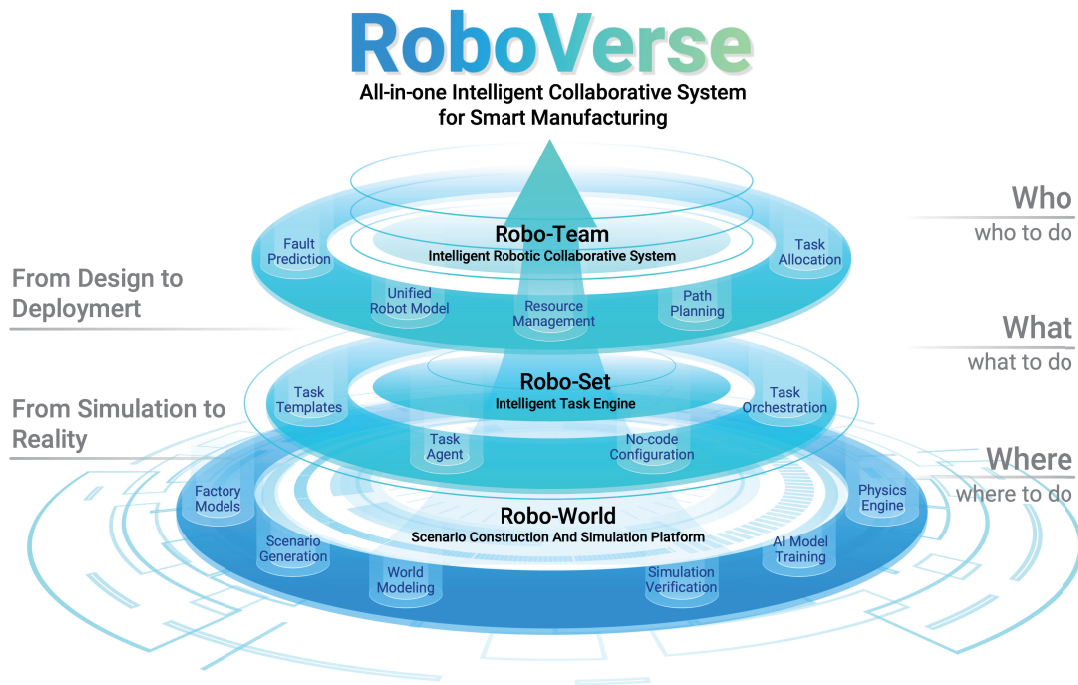 RoboVerse
All-in-one Intelligent Collaborative System
for Smart Manufacturing
Who
who to do
Robo-Team
Intelligent Robotic Collaborative System
Fault
Prediction
Unified
Robot Model
Resource
Management
Path
Planning
Task
Allocation
From Design to
Deploymert
What
what to do
Robo-Set
Intelligent Task Engine
Task
Templates
Task
Agent
No-code
Configuration
Task
Orchestration
From Simulation to
Reality
Where
where to do
Robo-World
Scenario Construction And Simulation Platform
Factory
Models
Scenario
Generation
World
Modeling
Simulation
Verification
AI Model
Training
Physics
Engine